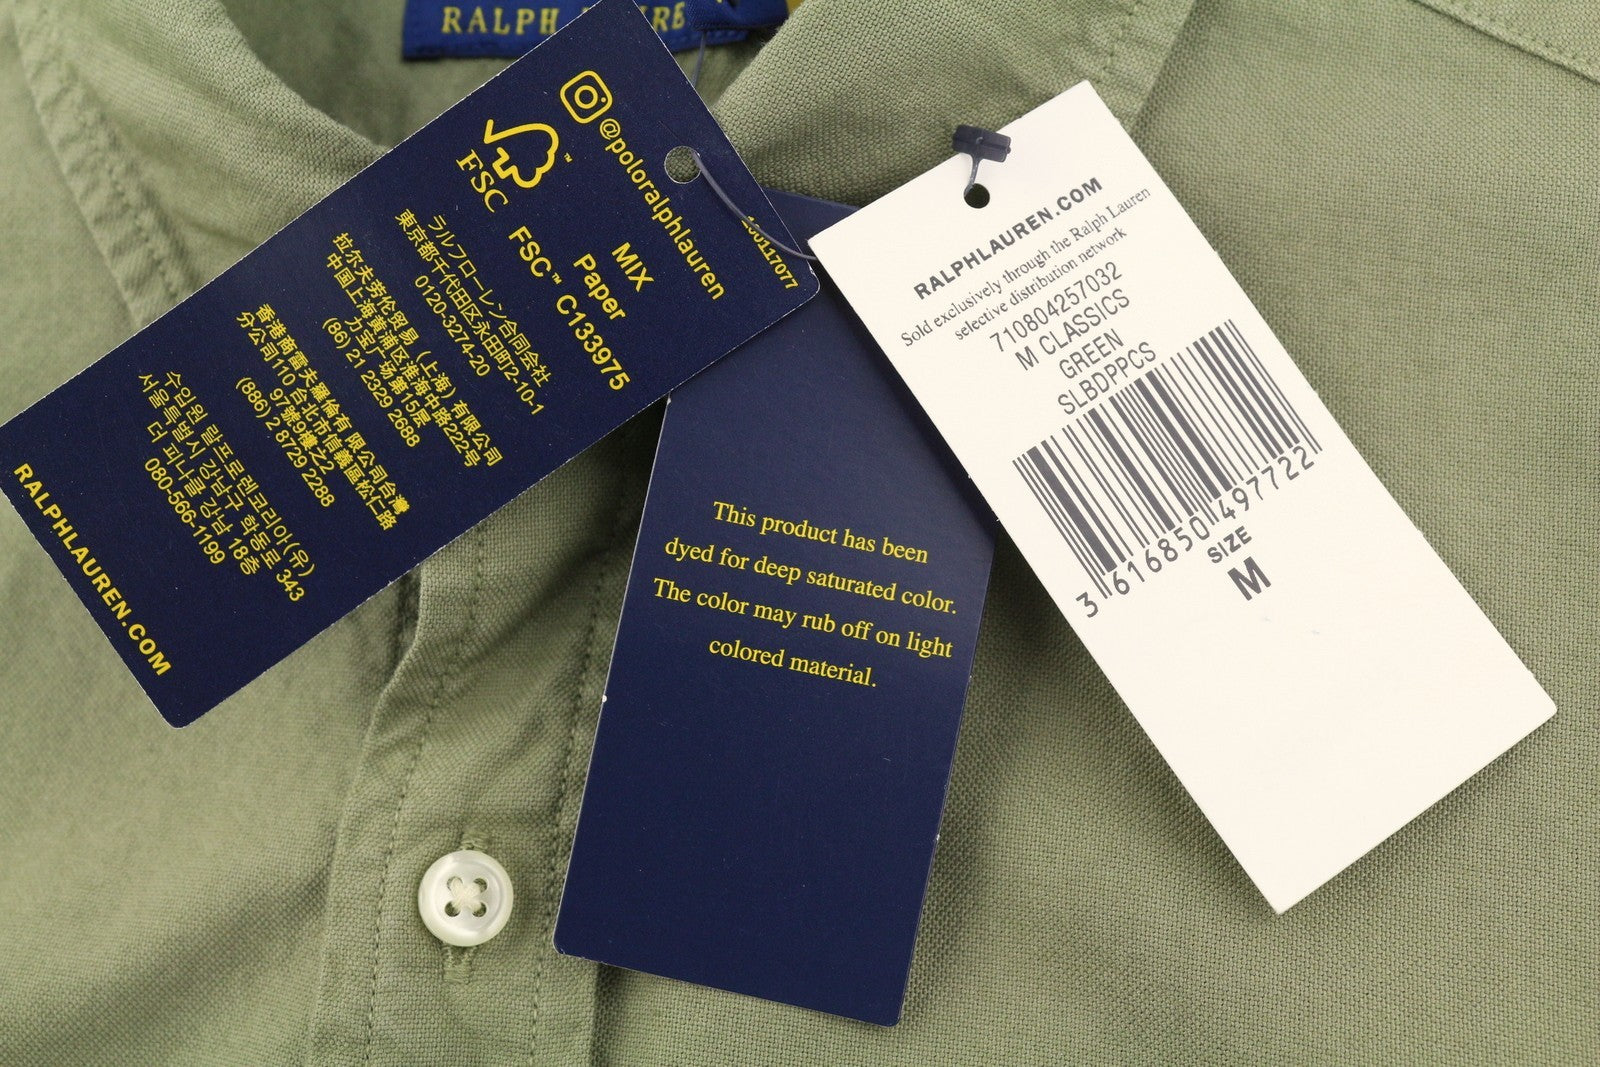 RALPH
@poloralphlauren
FSC
MIX
Paper
FSC™ C133975
ラルフローレン合同会社
東京都千代田区永田町2-10-1
0120-3274-20
拉尔夫劳伦贸易（上海）有限公司
中国上海黄浦区淮海中路222号
力宝广场第15层
(86) 21 2329 2688
香港商雷夫羅倫有限公司台灣
分公司110台北市信義區松仁路
97號9樓之2
(886) 2 8729 2288
수입원 랄프로렌코리아(유)
서울특별시 강남구 학동로 343
더 피나클 강남 18층
080-566-1199
RALPHLAUREN.COM
This product has been
dyed for deep saturated color.
The color may rub off on light
colored material.
RALPHLAUREN.COM
Sold exclusively through the Ralph Lauren
selective distribution network
710804257032
M CLASSICS
GREEN
SLBDPPCS
3 616850 497722
SIZE
M